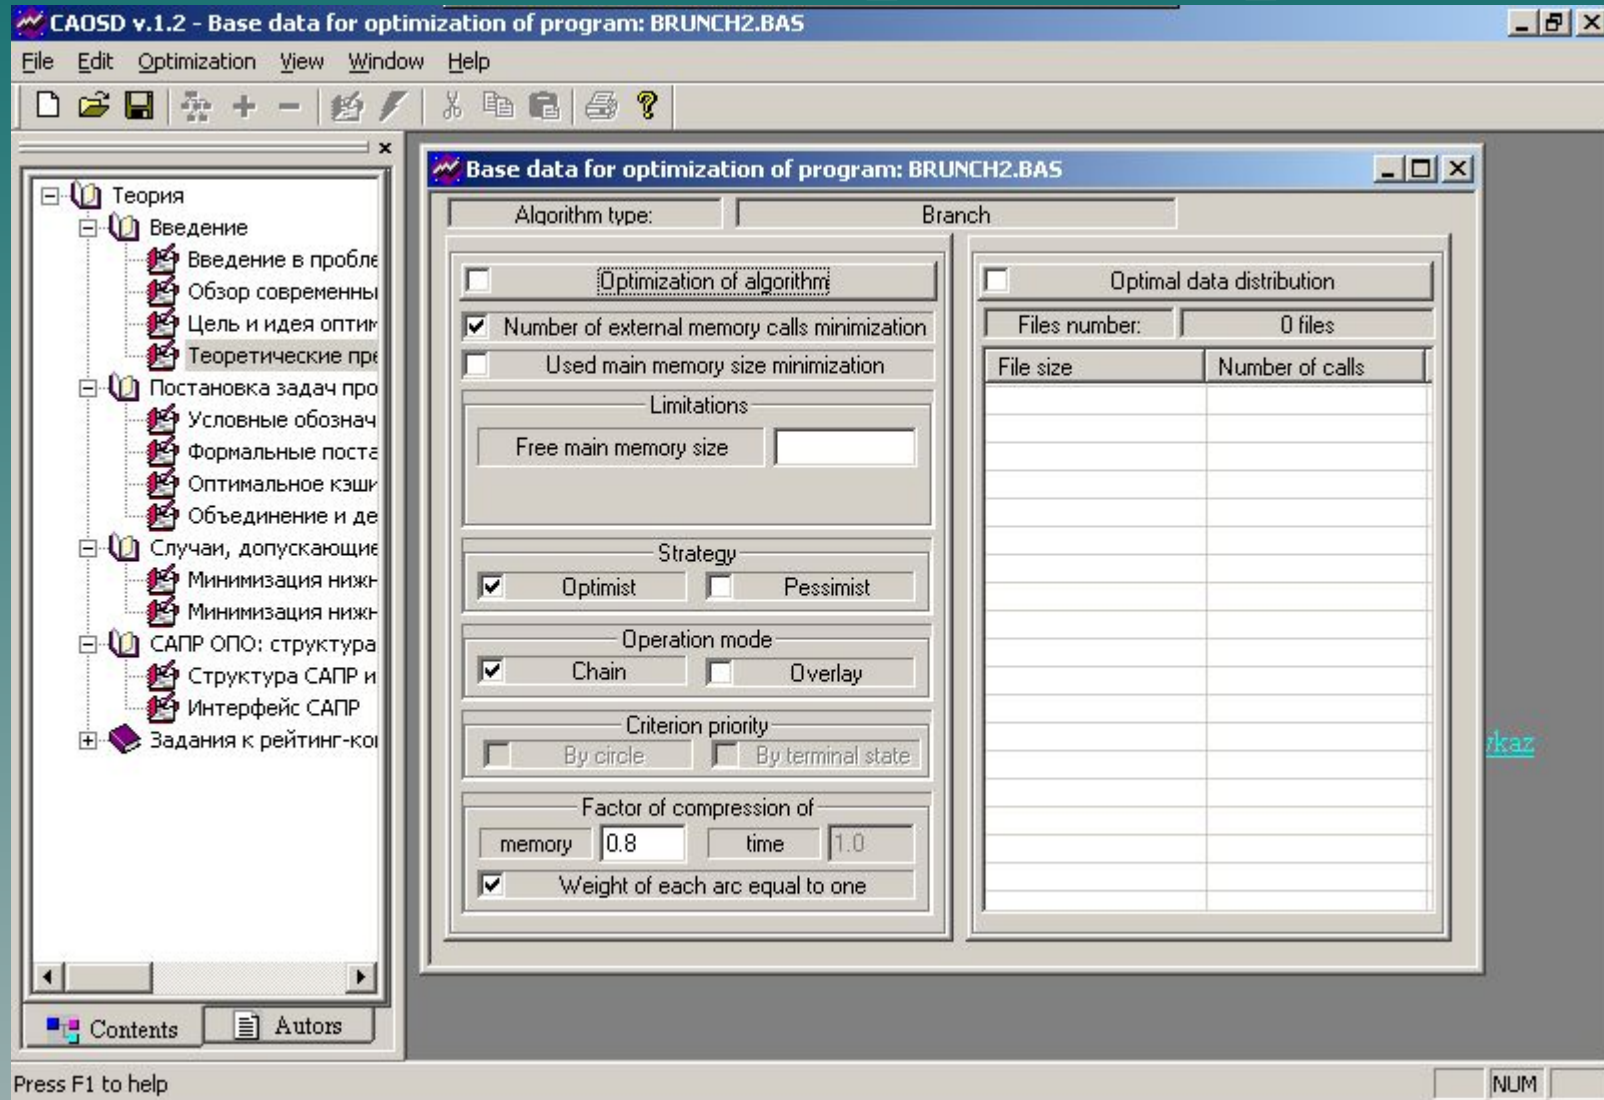 CAOSD v.1.2 - Base data for optimization of program: BRUNCH2.BAS
File Edit Optimization View Window Help
Теория
Введение
Введение в пробле
Обзор современны
Цель и идея оптим
Теоретические пре
Постановка задач про
Условные обознач
Формальные поста
Оптимальное кэши
Объединение и де
Случаи, допускающие
Минимизация нижн
Минимизация нижн
САПР ОПО: структура
Структура САПР и
Интерфейс САПР
Задания к рейтинг-ко
Contents Autors
Base data for optimization of program: BRUNCH2.BAS
Algorithm type: Branch
Optimization of algorithm
Number of external memory calls minimization
Used main memory size minimization
Limitations
Free main memory size
Strategy
Optimist Pessimist
Operation mode
Chain Overlay
Criterion priority
By circle By terminal state
Factor of compression of
memory 0.8 time 1.0
Weight of each arc equal to one
Optimal data distribution
Files number: 0 files
File size Number of calls
ykaz
Press F1 to help NUM